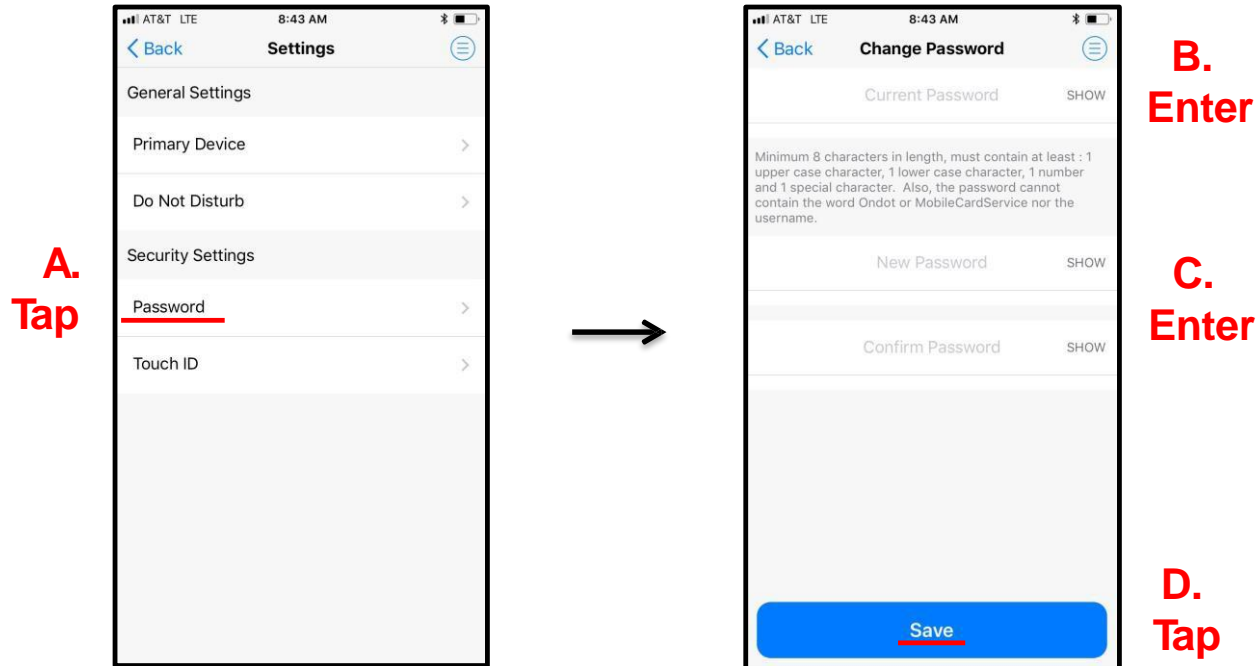 AT&T LTE 8:43 AM
Back Settings
General Settings
Primary Device
Do Not Disturb
Security Settings
A.
Tap
Password
Touch ID
AT&T LTE 8:43 AM
Back Change Password
B.
Enter
Current Password SHOW
Minimum 8 characters in length, must contain at least : 1
upper case character, 1 lower case character, 1 number
and 1 special character. Also, the password cannot
contain the word Ondot or MobileCardService nor the
username.
New Password SHOW
C.
Enter
Confirm Password SHOW
D.
Tap
Save